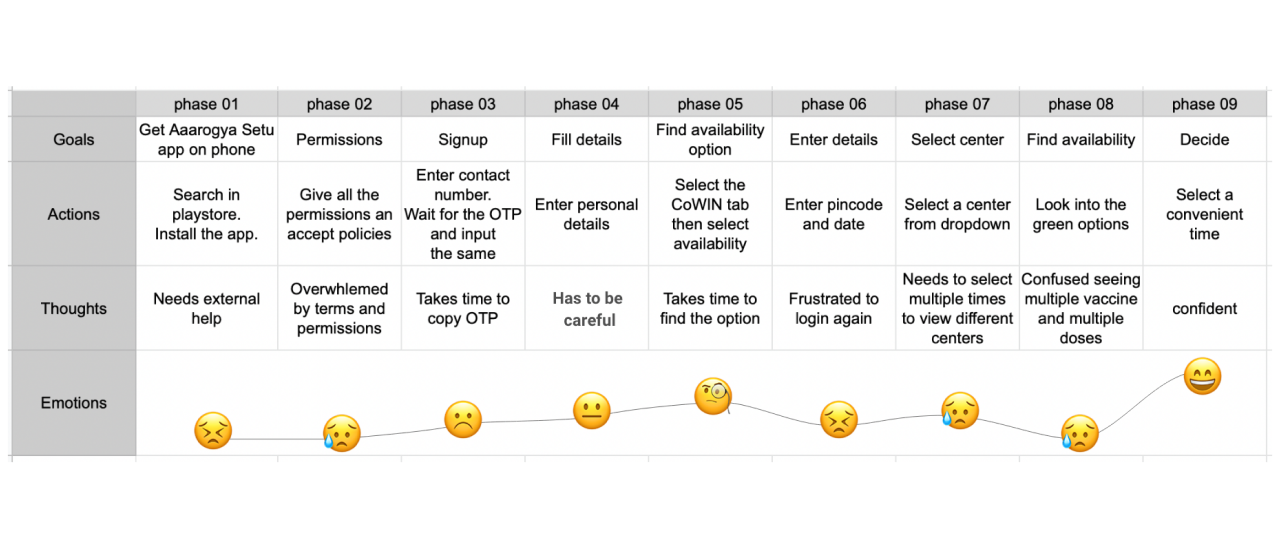 phase 01 phase 02 phase 03 phase 04 phase 05 phase 06 phase 07 phase 08 phase 09
Goals
Get Aaarogya Setu
app on phone
Permissions
Signup
Fill details
Find availability
option
Enter details
Select center
Find availability
Decide
Actions
Search in
playstore.
Install the app.
Give all the
permissions an
accept policies
Enter contact
number.
Wait for the OTP
and input
the same
Enter personal
details
Select the
CoWIN tab
then select
availability
Enter pincode
and date
Select a center
from dropdown
Look into the
green options
Select a
convenient
time
Thoughts
Needs external
help
Overwhlemed
by terms and
permissions
Takes time to
copy OTP
Has to be
careful
Takes time to
find the option
Frustrated to
login again
Needs to select
multiple times
to view different
centers
Confused seeing
multiple vaccine
and multiple
doses
confident
Emotions